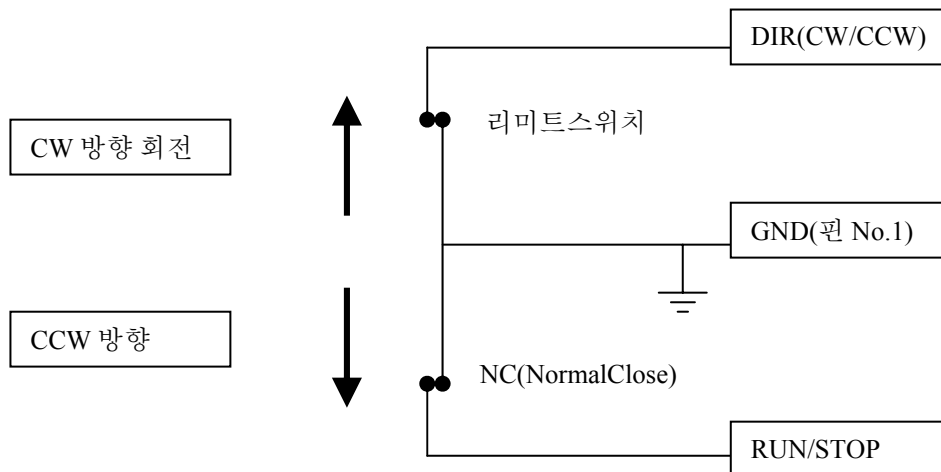 DIR(CW/CCW)
리미트스위치
CW 방향 회전
GND(핀 No.1)
CCW 방향
NC(NormalClose)
RUN/STOP